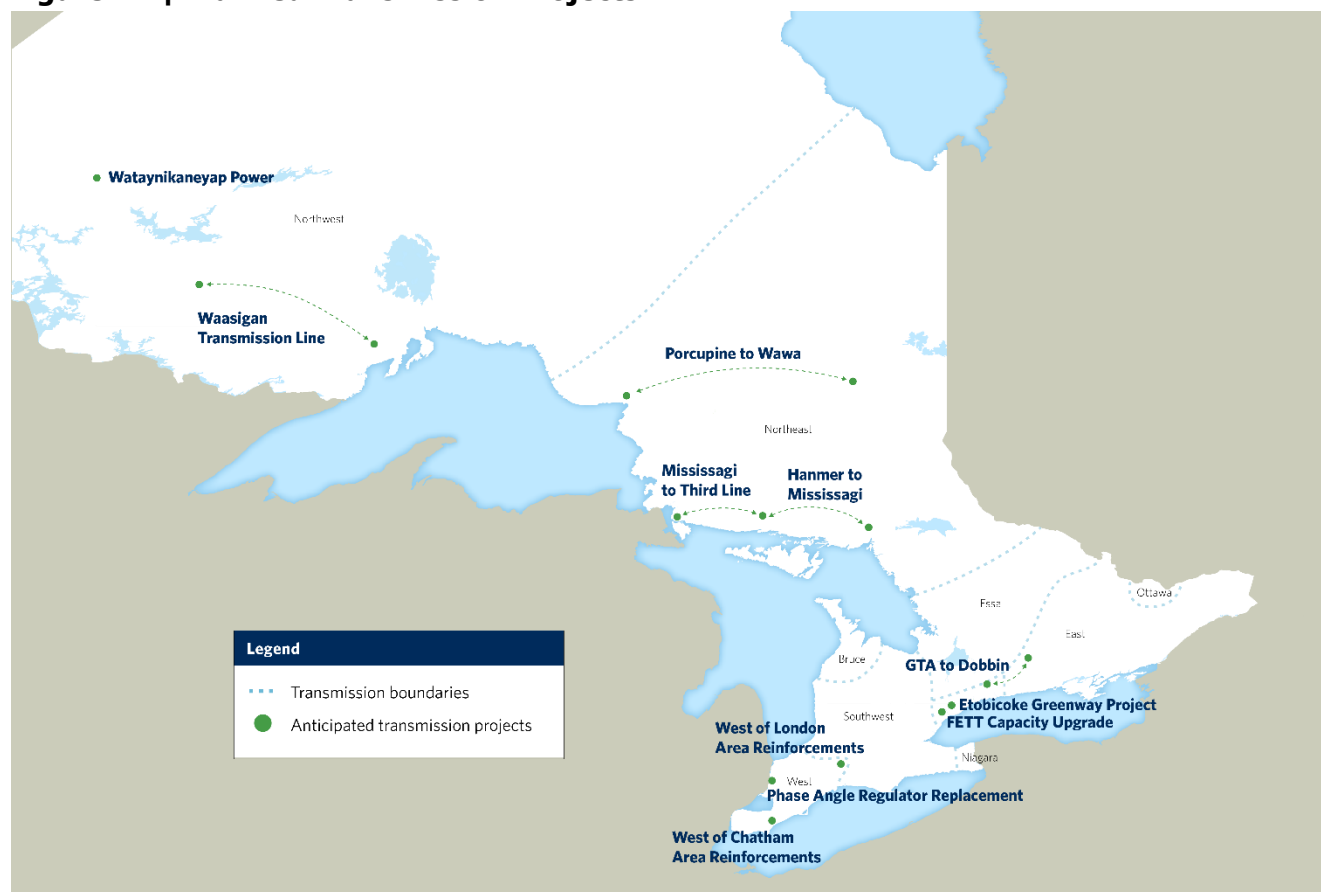 Wataynikaneyap Power
Northwest
Waasigan
Transmission Line
Porcupine to Wawa
Northeast
Mississagi
to Third Line
Hanmer to
Mississagi
Ottawa
Essa
East
Legend
Transmission boundaries
Anticipated transmission projects
Bruce
GTA to Dobbin
Etobicoke Greenway Project
FETT Capacity Upgrade
Southwest
West of London
Area Reinforcements
Niagara
West
Phase Angle Regulator Replacement
West of Chatham
Area Reinforcements